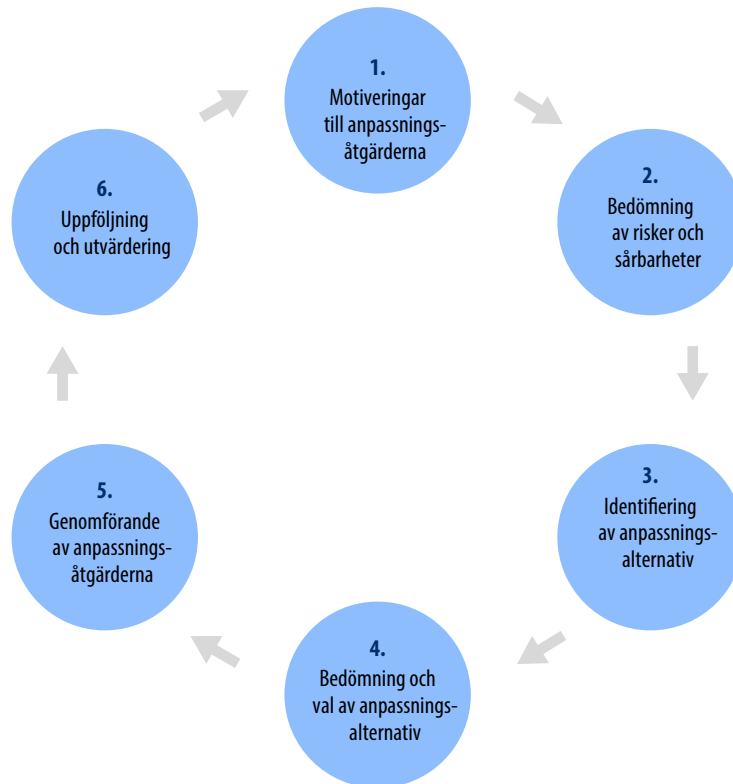 1.
Motiveringar
till anpassnings-
åtgärderna
2.
Bedömning
av risker och
sårbarheter
3.
Identifiering
av anpassnings-
alternativ
4.
Bedömning och
val av anpassnings-
alternativ
5.
Genomförande
av anpassnings-
åtgärderna
6.
Uppföljning
och utvärdering